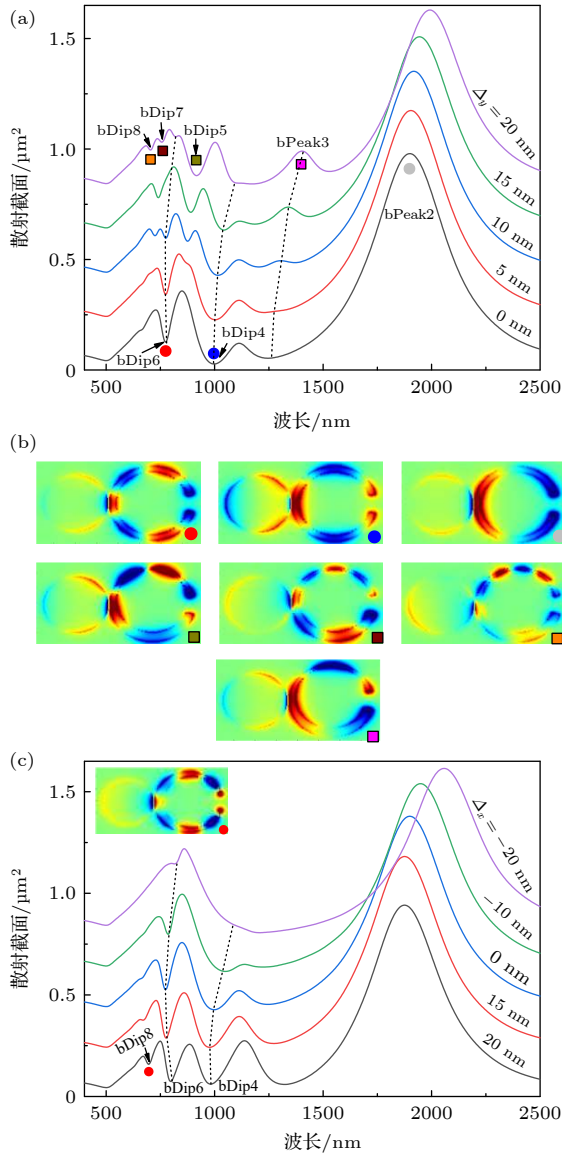 (a)
1.5
1.0
0.5
0
散射截面/μm²
bDip8
bDip7
bDip5
bPeak3
bPeak2
bDip6
bDip4
Δy = 20 nm
15 nm
10 nm
5 nm
0 nm
500 1000 1500 2000 2500
波长/nm
(b)
(c)
1.5
1.0
0.5
0
散射截面/μm²
Δx = −20 nm
−10 nm
0 nm
15 nm
20 nm
bDip8
bDip6
bDip4
500 1000 1500 2000 2500
波长/nm